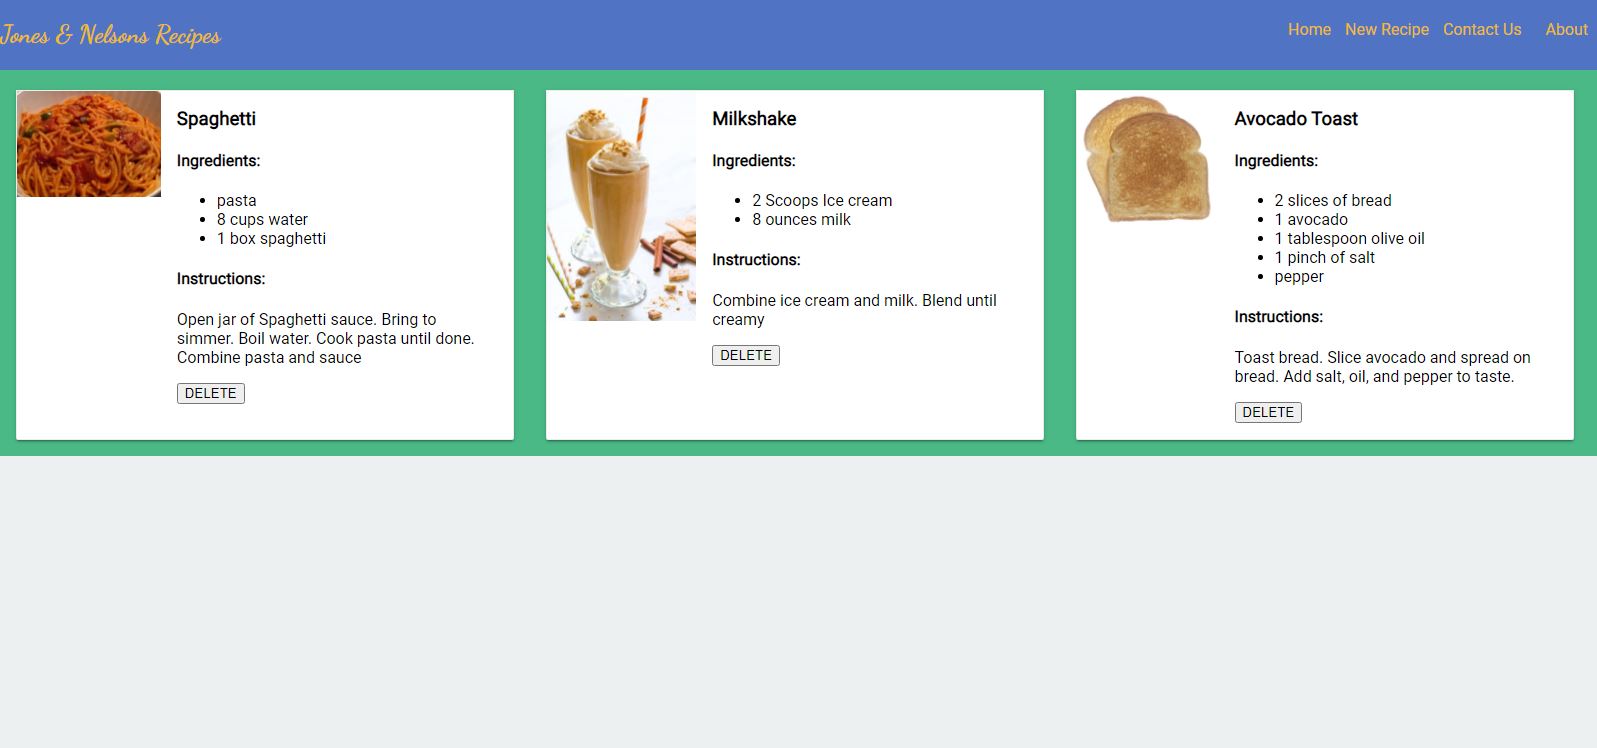 Jones & Nelsons Recipes
Home New Recipe Contact Us About
Spaghetti
Ingredients:
pasta
8 cups water
1 box spaghetti
Instructions:
Open jar of Spaghetti sauce. Bring to
simmer. Boil water. Cook pasta until done.
Combine pasta and sauce
DELETE
Milkshake
Ingredients:
2 Scoops Ice cream
8 ounces milk
Instructions:
Combine ice cream and milk. Blend until
creamy
DELETE
Avocado Toast
Ingredients:
2 slices of bread
1 avocado
1 tablespoon olive oil
1 pinch of salt
pepper
Instructions:
Toast bread. Slice avocado and spread on
bread. Add salt, oil, and pepper to taste.
DELETE